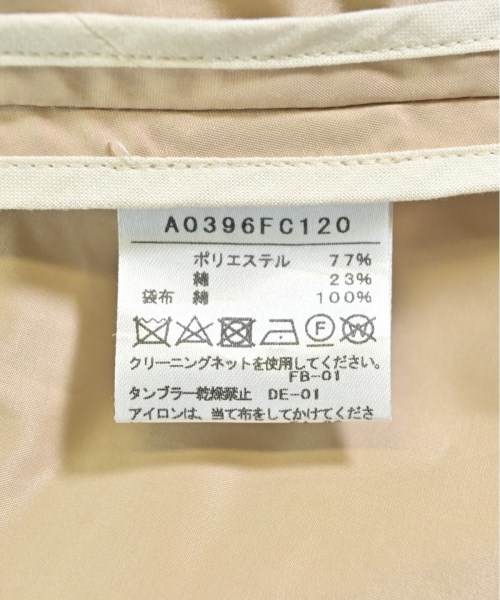 A0396FC120
ポリエステル 77%
綿 23%
袋布 綿 100%
F W
クリーニングネットを使用してください。
FB-01
タンブラー乾燥禁止 DE-01
アイロンは、当て布をしてかけてくださ